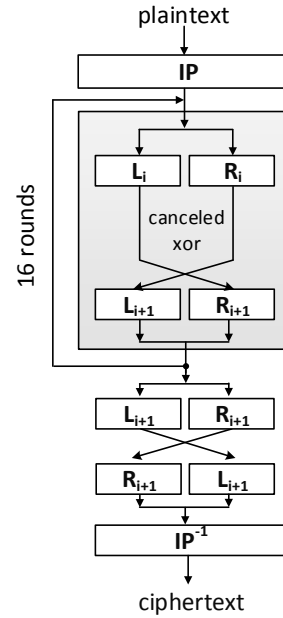 plaintext
IP
16 rounds
Lᵢ Rᵢ
canceled
xor
Lᵢ₊₁ Rᵢ₊₁
Lᵢ₊₁ Rᵢ₊₁
Rᵢ₊₁ Lᵢ₊₁
IP⁻¹
ciphertext